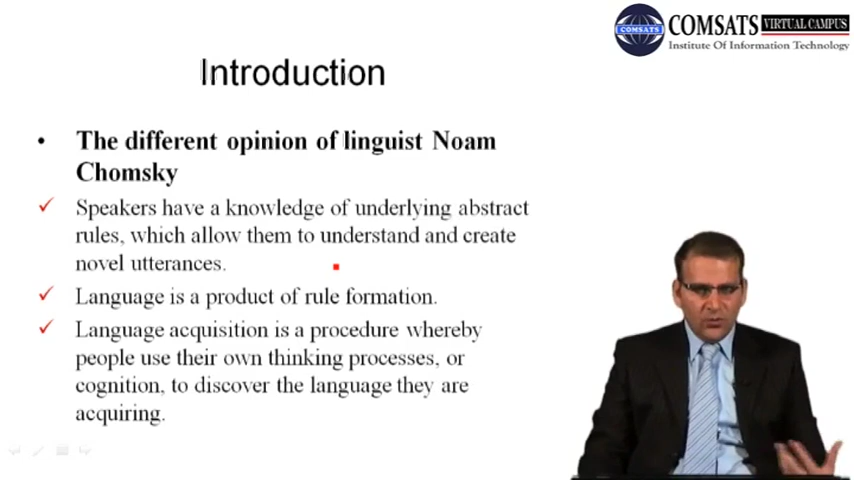 COMSATS
COMSATS VIRTUAL CAMPUS
Institute Of Information Technology
Introduction
• The different opinion of linguist Noam
Chomsky
✓ Speakers have a knowledge of underlying abstract
rules, which allow them to understand and create
novel utterances.
✓ Language is a product of rule formation.
✓ Language acquisition is a procedure whereby
people use their own thinking processes, or
cognition, to discover the language they are
acquiring.